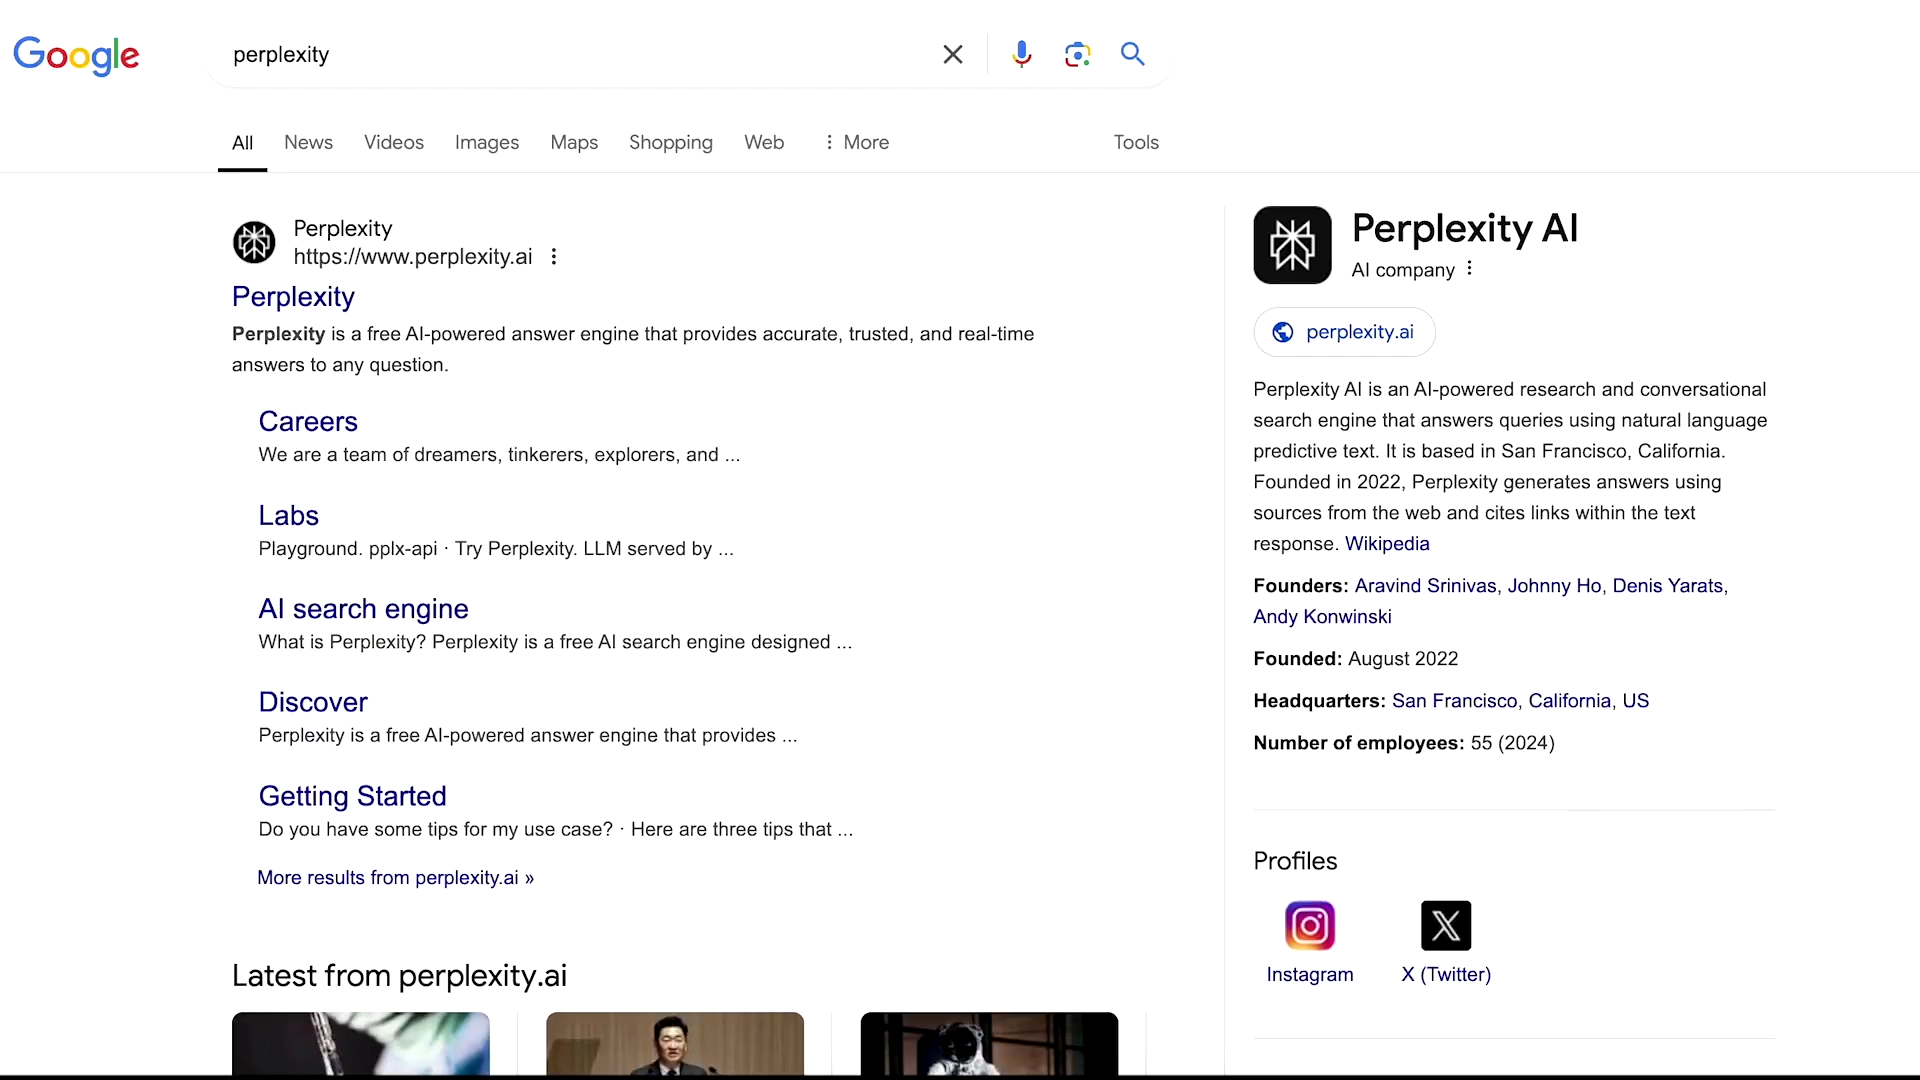 Google
perplexity
All News Videos Images Maps Shopping Web More Tools
Perplexity
https://www.perplexity.ai
Perplexity
Perplexity is a free AI-powered answer engine that provides accurate, trusted, and real-time
answers to any question.
Careers
We are a team of dreamers, tinkerers, explorers, and ...
Labs
Playground. pplx-api · Try Perplexity. LLM served by ...
AI search engine
What is Perplexity? Perplexity is a free AI search engine designed ...
Discover
Perplexity is a free AI-powered answer engine that provides ...
Getting Started
Do you have some tips for my use case? · Here are three tips that ...
More results from perplexity.ai »
Latest from perplexity.ai
Perplexity AI
AI company
perplexity.ai
Perplexity AI is an AI-powered research and conversational
search engine that answers queries using natural language
predictive text. It is based in San Francisco, California.
Founded in 2022, Perplexity generates answers using
sources from the web and cites links within the text
response. Wikipedia
Founders: Aravind Srinivas, Johnny Ho, Denis Yarats,
Andy Konwinski
Founded: August 2022
Headquarters: San Francisco, California, US
Number of employees: 55 (2024)
Profiles
Instagram
X (Twitter)